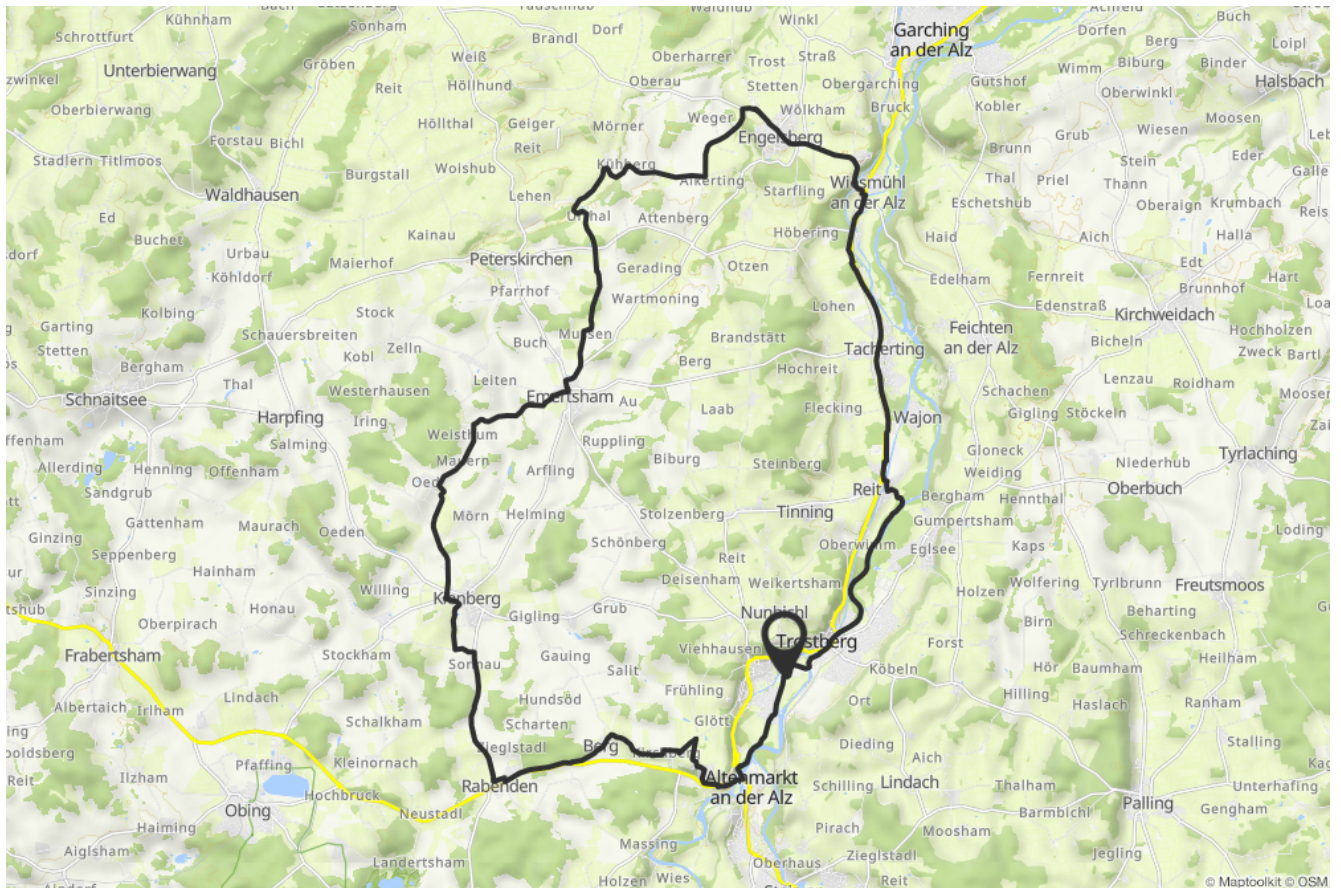 Kühnham
Sonham
Dorf
Winkl
Garching
an der Alz
Dorfen
Buch
Schrottfurt
Weiß
Brandl
Oberharrer
Trost
Straß
Berg
Loipl
Unterbierwang
Gröben
Reit
Höllhund
Oberau
Stetten
Obergarching
Gutshof
Wimm
Biburg
Binder
Halsbach
Oberbierwang
Höllthal
Geiger
Mörner
Weger
Wölkham
Bruck
Kobler
Oberwinkl
Moosen
Forstau
Bichl
Reit
Engelsberg
Grub
Wiesen
Stadlern
Titlmoos
Burgstall
Wolshub
Kühberg
Brunn
Stein
Eder
Waldhausen
Lehen
Alkerting
Starfling
Wiesmühl
an der Alz
Thal
Priel
Thann
Ed
Attenberg
Eschetshub
Oberaign
Krumbach
Buchet
Kainau
Höbering
Haid
Aich
Halla
Urbau
Maierhof
Peterskirchen
Gerading
Otzen
Edt
Köhldorf
Edelham
Fernreit
Brunnhof
Hart
Kolbing
Pfarrhof
Wartmoning
Lohen
Edenstraß
Kirchweidach
Garting
Stock
Schauersbreiten
Buch
Brandstätt
Feichten
an der Alz
Hochholzen
Stetten
Kobl
Zelln
Tacherting
Bicheln
Zweck
Bergham
Berg
Hochreit
Thal
Westerhausen
Leiten
Schachen
Lenzau
Roidham
Schnaitsee
Emertsham
Au
Laab
Flecking
Wajon
Gigling
Stöckeln
Harpfing
Iring
Weisthum
Salming
Ruppling
Gloneck
Tyrlaching
Allerding
Henning
Offenham
Arfling
Biburg
Steinberg
Weiding
Niederhub
Sandgrub
Reit
Bergham
Hennthal
Oberbuch
Gattenham
Maurach
Mörn
Helming
Stolzenberg
Tinning
Gumpertsham
Loding
Ginzing
Oeden
Schönberg
Eglsee
Kaps
Seppenberg
Reit
Hainham
Deisenham
Weikertsham
Wolfering
Tyrlbrunn
Freutsmoos
Sinzing
Willing
Kienberg
Holzen
Honau
Gigling
Grub
Nunbichl
Birn
Beharting
Oberpirach
Trostberg
Schreckenbach
Frabertsham
Stockham
Gauing
Viehhausen
Forst
Heilham
Salit
Köbeln
Hör
Baumham
Albertaich
Irlham
Lindach
Hundsöd
Frühling
Ort
Hilling
Haslach
Ranham
Schalkham
Scharten
Glött
Dieding
Stalling
Pfaffing
Kleinornach
Berg
Aich
Reit
Ilzham
Hochbruck
Rabenden
Altenmarkt
an der Alz
Schilling
Lindach
Thalham
Unterhafing
Obing
Neustadl
Palling
Barmbichl
Gengham
Haiming
Pirach
Moosham
Aiglsham
Massing
Landertsham
Oberhaus
Zieglstadl
Jegling
Holzen
Wies
Reit
© Maptoolkit © OSM